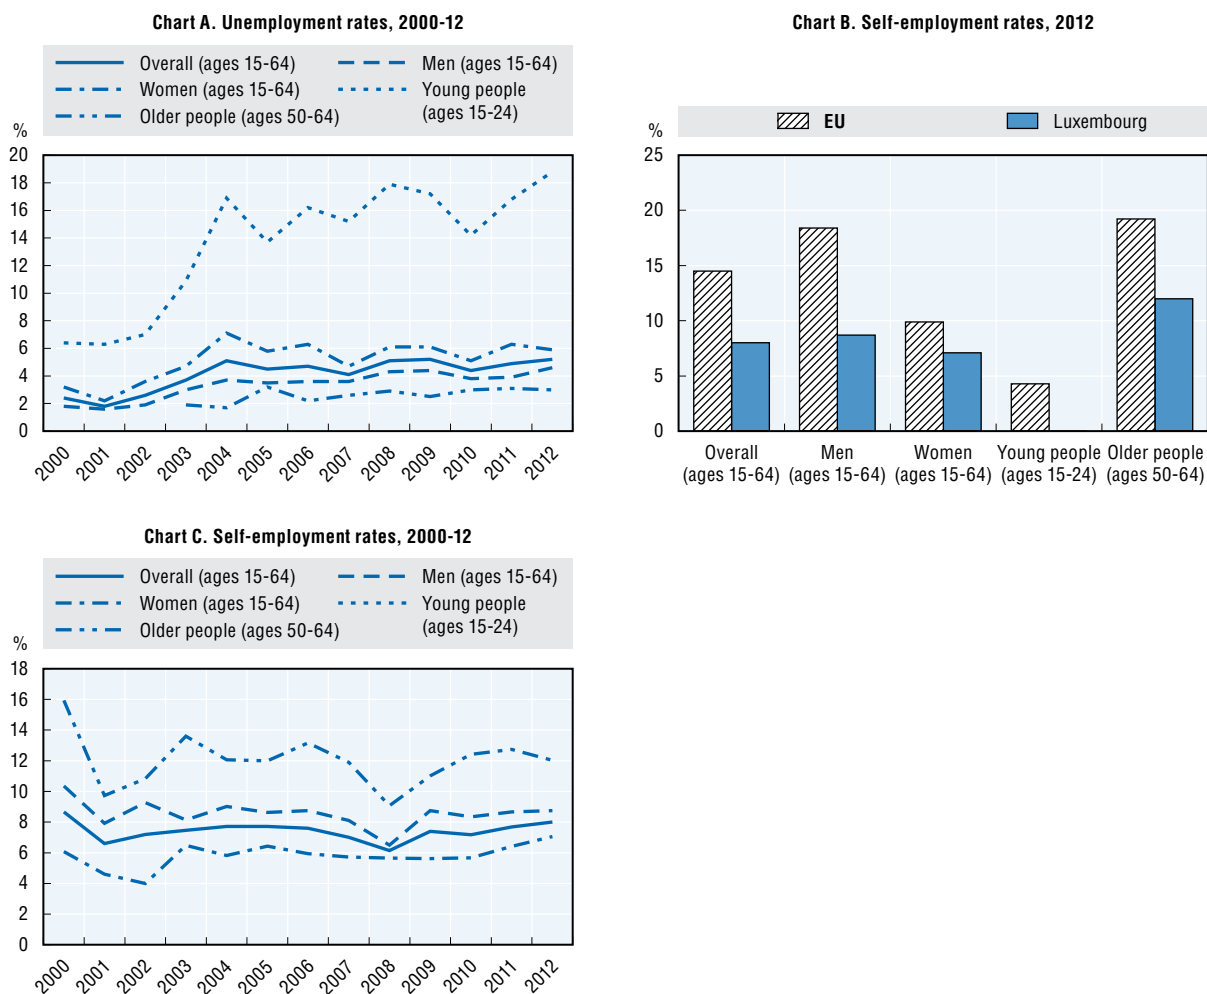 Chart A. Unemployment rates, 2000-12
Overall (ages 15-64)
Men (ages 15-64)
Women (ages 15-64)
Young people
(ages 15-24)
Older people (ages 50-64)
%
20
18
16
14
12
10
8
6
4
2
0
2000
2001
2002
2003
2004
2005
2006
2007
2008
2009
2010
2011
2012
Chart B. Self-employment rates, 2012
EU
Luxembourg
%
25
20
15
10
5
0
Overall
(ages 15-64)
Men
(ages 15-64)
Women
(ages 15-64)
Young people
(ages 15-24)
Older people
(ages 50-64)
Chart C. Self-employment rates, 2000-12
Overall (ages 15-64)
Men (ages 15-64)
Women (ages 15-64)
Young people
(ages 15-24)
Older people (ages 50-64)
%
18
16
14
12
10
8
6
4
2
0
2000
2001
2002
2003
2004
2005
2006
2007
2008
2009
2010
2011
2012